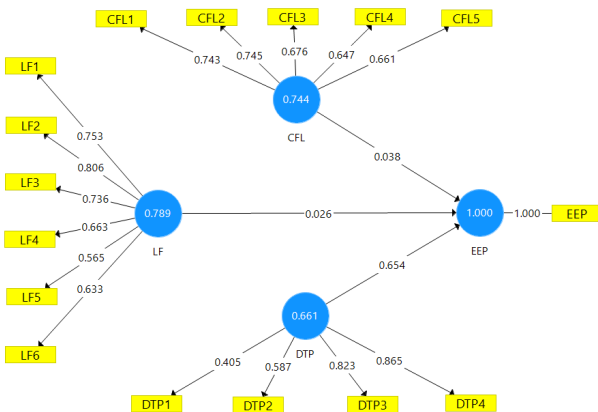 CFL1
CFL2
CFL3
CFL4
CFL5
0.743
0.745
0.676
0.647
0.661
0.744
CFL
LF1
LF2
LF3
LF4
LF5
LF6
0.753
0.806
0.736
0.663
0.565
0.633
0.789
LF
0.038
0.026
0.654
1.000
EEP
1.000
EEP
0.661
DTP
0.405
0.587
0.823
0.865
DTP1
DTP2
DTP3
DTP4